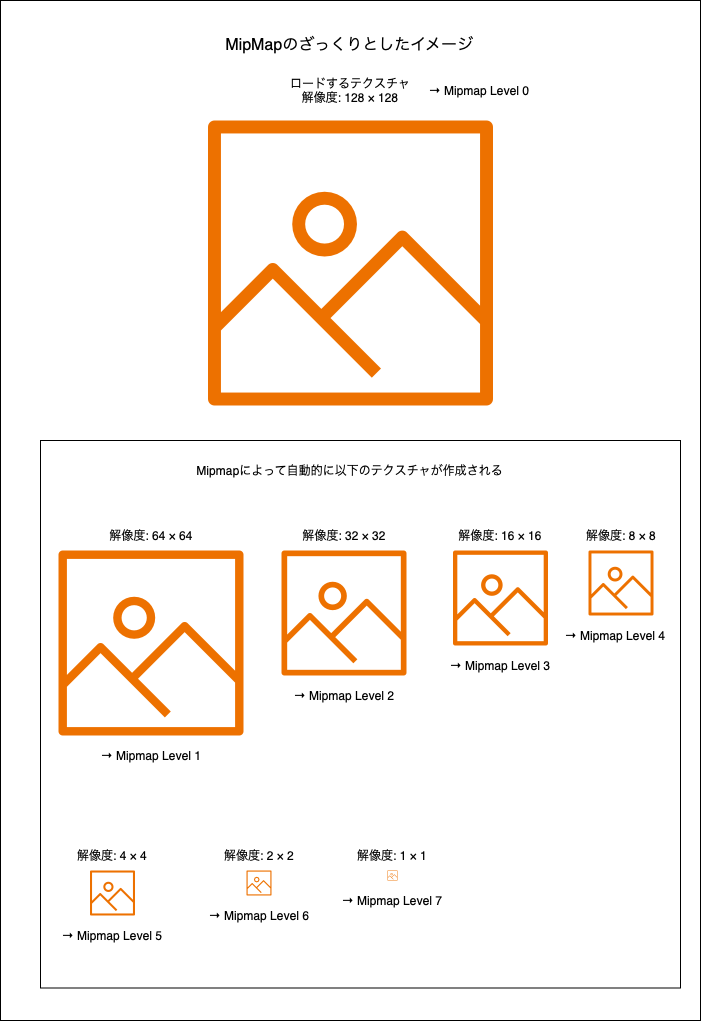 MipMapのざっくりとしたイメージ
ロードするテクスチャ
解像度: 128 × 128
→ Mipmap Level 0
Mipmapによって自動的に以下のテクスチャが作成される
解像度: 64 × 64
→ Mipmap Level 1
解像度: 32 × 32
→ Mipmap Level 2
解像度: 16 × 16
→ Mipmap Level 3
解像度: 8 × 8
→ Mipmap Level 4
解像度: 4 × 4
→ Mipmap Level 5
解像度: 2 × 2
→ Mipmap Level 6
解像度: 1 × 1
→ Mipmap Level 7